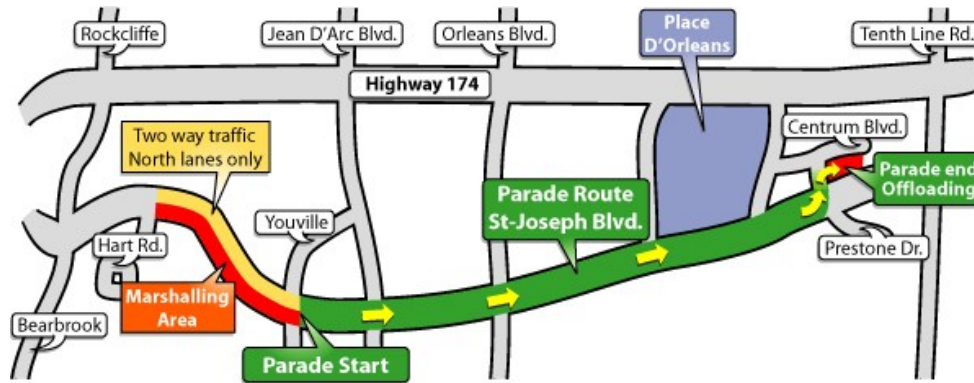 Rockcliffe
Jean D'Arc Blvd.
Orleans Blvd.
Place
D'Orleans
Tenth Line Rd.
Highway 174
Two way traffic
North lanes only
Centrum Blvd.
Parade end
Offloading
Parade Route
St-Joseph Blvd.
Youville
Hart Rd.
Prestone Dr.
Marshalling
Area
Bearbrook
Parade Start